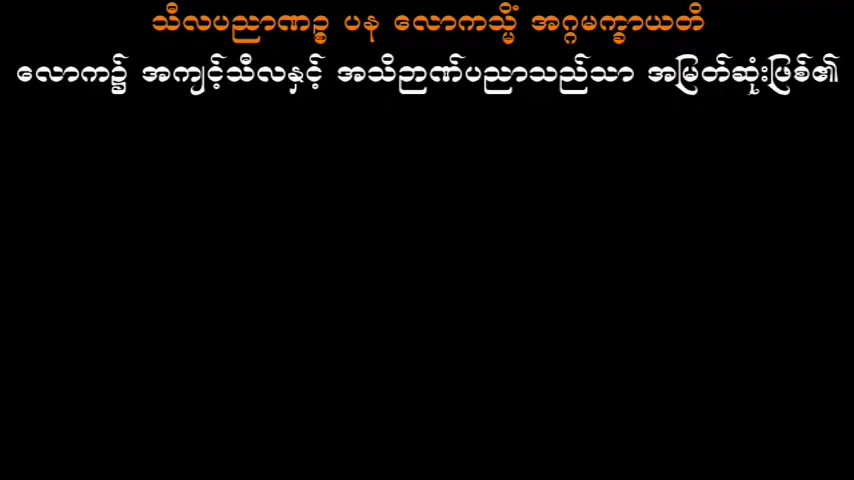 သီလပညာဏဉ္စ ပန လောကသ္မိံ အဂ္ဂမက္ခာယတိ
လောက၌ အကျင့်သီလနှင့် အသိဉာဏ်ပညာသည်သာ အမြတ်ဆုံးဖြစ်၏